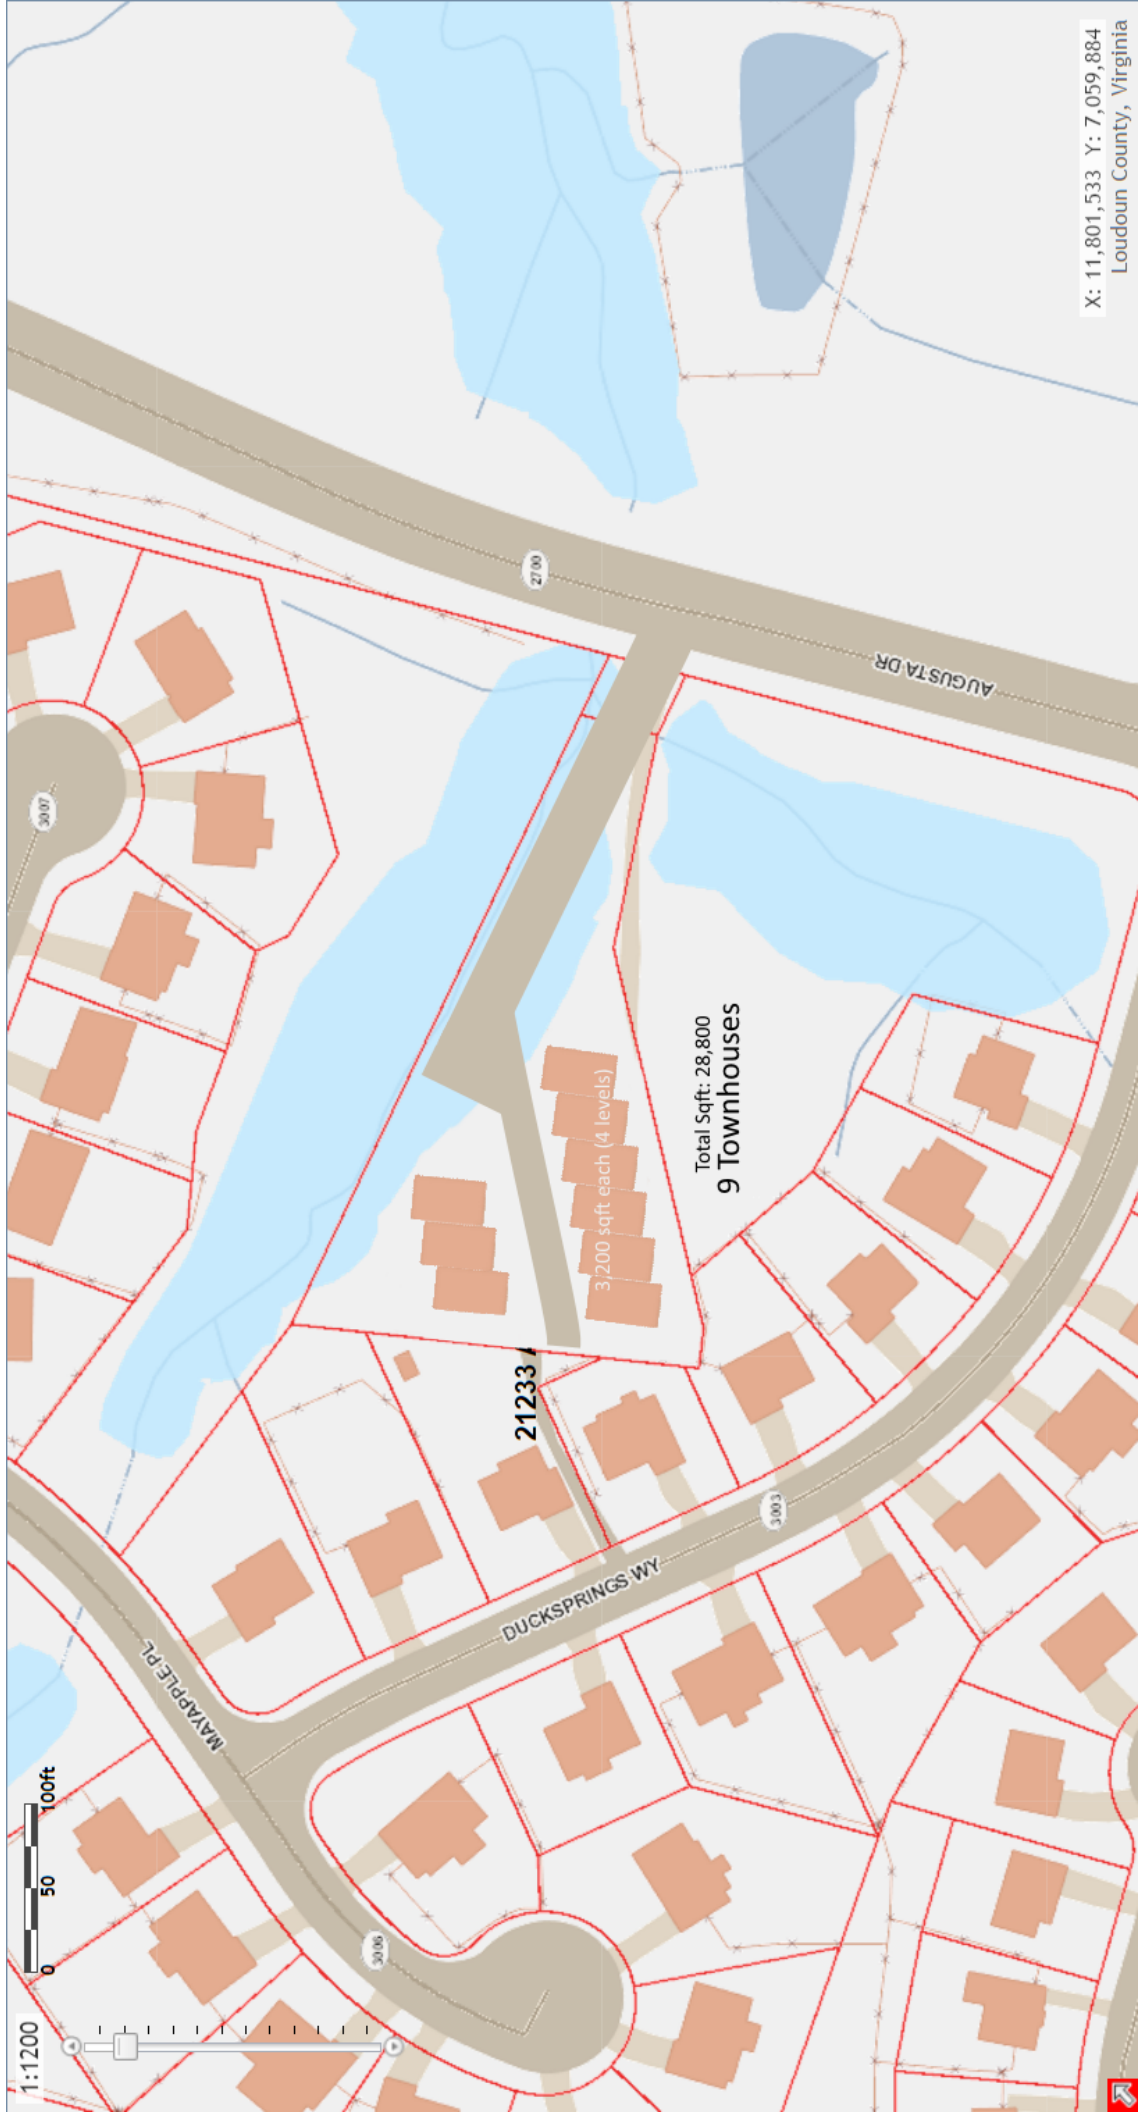 1:1200
0 50 100ft
3006
MAYAPPLE PL
DUCKSPRINGS WY
3003
21233
3,200 sqft each (4 levels)
Total Sqft: 28,800
9 Townhouses
3007
2700
AUGUSTA DR
X: 11,801,533 Y: 7,059,884
Loudoun County, Virginia